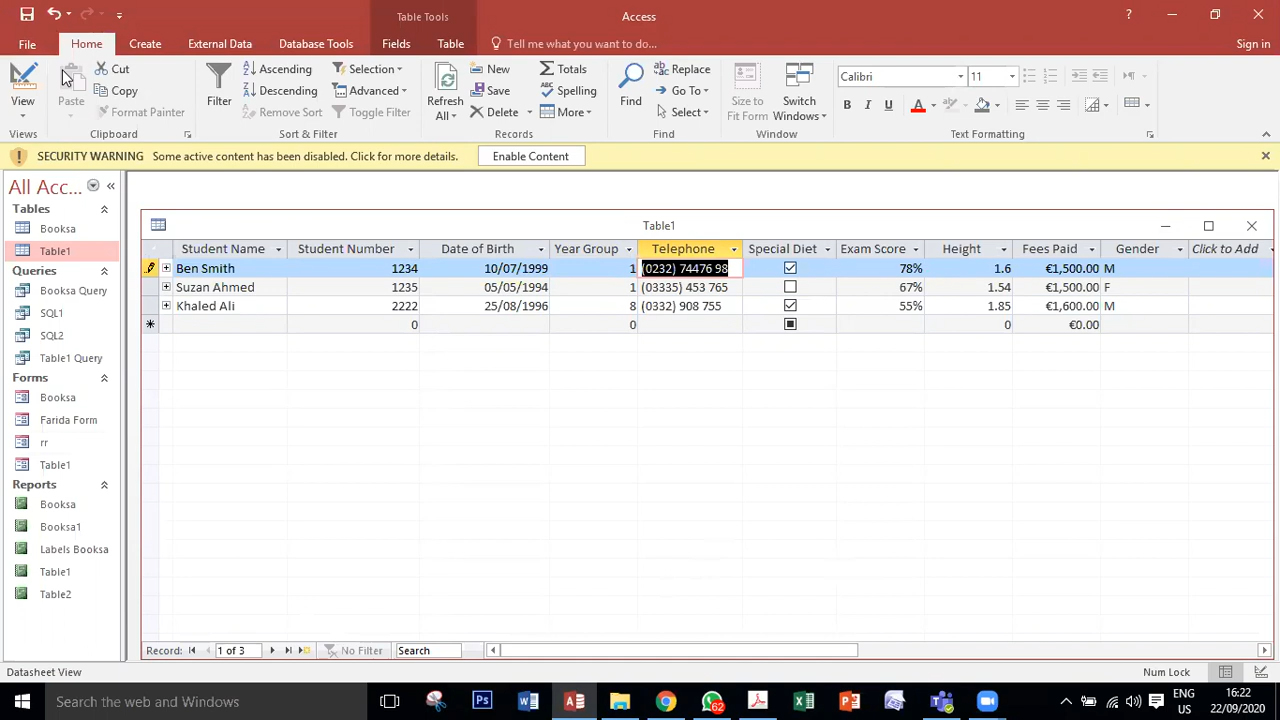 Table Tools
Access
Sign in
File Home Create External Data Database Tools Fields Table Tell me what you want to do...
View
Views
Paste
Cut
Copy
Format Painter
Clipboard
Filter
Ascending
Descending
Remove Sort
Selection
Advanced
Toggle Filter
Sort & Filter
Refresh All
New
Save
Delete
Totals
Spelling
More
Records
Find
Replace
Go To
Select
Find
Size to Fit Form
Switch Windows
Window
Calibri 11
B I U A
Text Formatting
SECURITY WARNING Some active content has been disabled. Click for more details. Enable Content
All Acc...
Tables
Booksa
Table1
Queries
Booksa Query
SQL1
SQL2
Table1 Query
Forms
Booksa
Farida Form
rr
Table1
Reports
Booksa
Booksa1
Labels Booksa
Table1
Table2
Table1
Student Name Student Number Date of Birth Year Group Telephone Special Diet Exam Score Height Fees Paid Gender Click to Add
Ben Smith 1234 10/07/1999 1 (0232) 74476 98 78% 1.6 €1,500.00 M
Suzan Ahmed 1235 05/05/1994 1 (03335) 453 765 67% 1.54 €1,500.00 F
Khaled Ali 2222 25/08/1996 8 (0332) 908 755 55% 1.85 €1,600.00 M
0 0 0 €0.00
Record: 1 of 3 No Filter Search
Datasheet View Num Lock
Search the web and Windows
62
ENG
US
16:22
22/09/2020